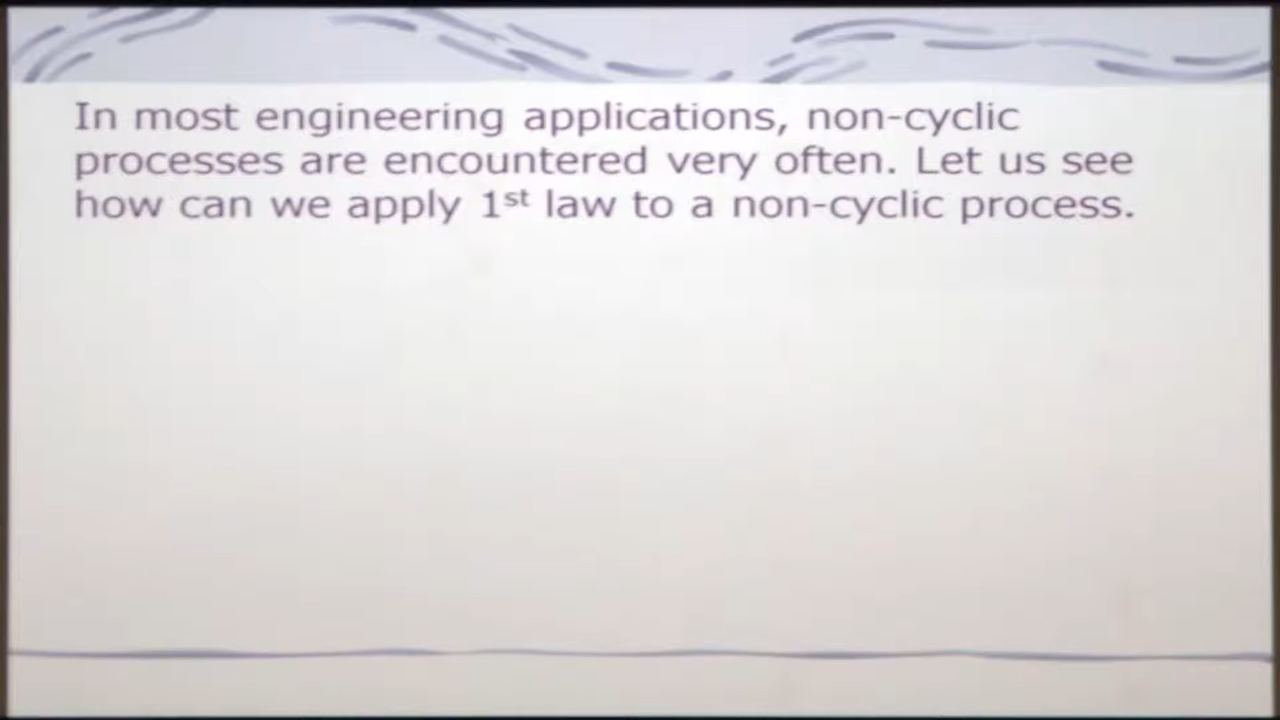 In most engineering applications, non-cyclic
processes are encountered very often. Let us see
how can we apply 1st law to a non-cyclic process.